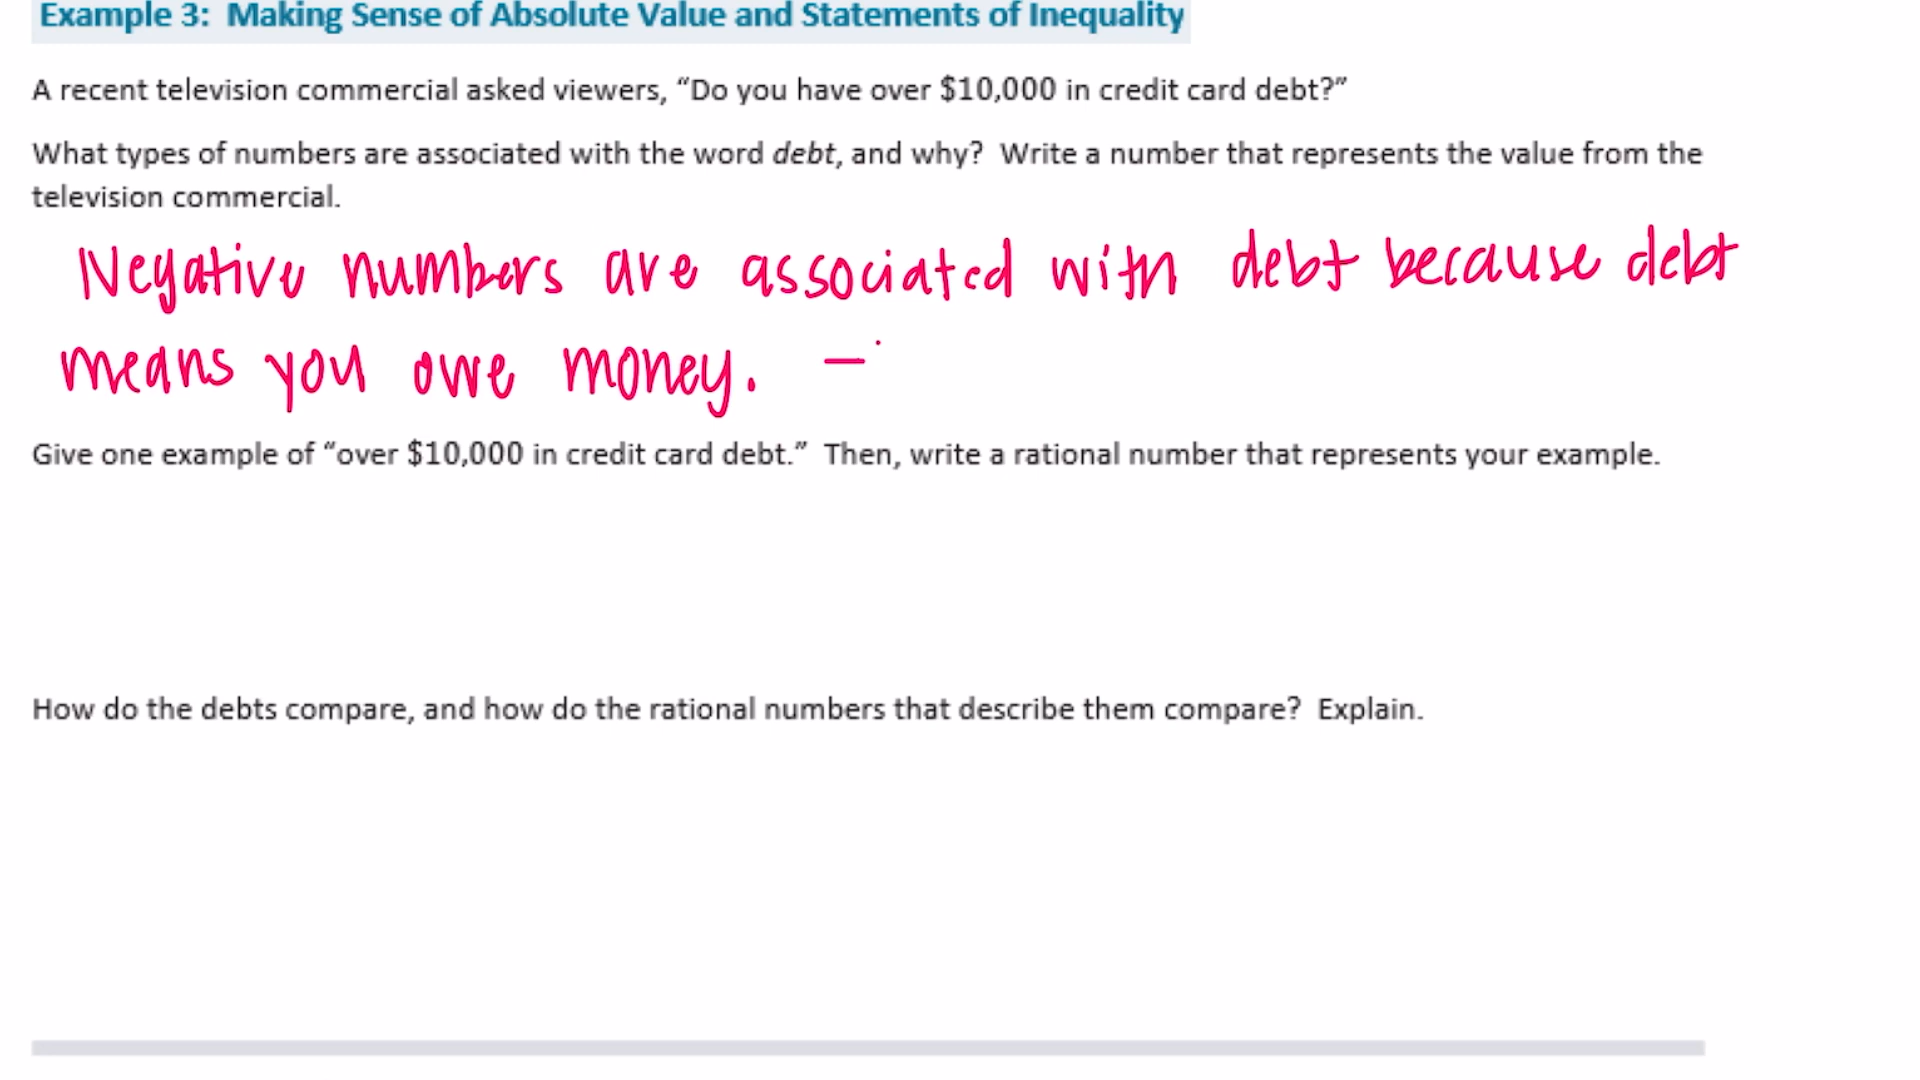 Example 3: Making Sense of Absolute Value and Statements of Inequality
A recent television commercial asked viewers, “Do you have over $10,000 in credit card debt?”
What types of numbers are associated with the word debt, and why? Write a number that represents the value from the
television commercial.
Negative numbers are associated with debt because debt
means you owe money. –
Give one example of “over $10,000 in credit card debt.” Then, write a rational number that represents your example.
How do the debts compare, and how do the rational numbers that describe them compare? Explain.